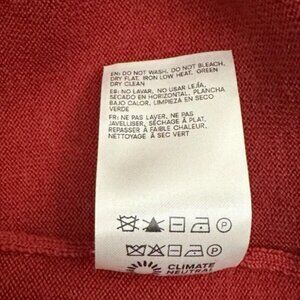 EN: DO NOT WASH, DO NOT BLEACH,
DRY FLAT, IRON LOW HEAT, GREEN
DRY CLEAN
ES: NO LAVAR, NO USAR LEJÍA,
SECADO EN HORIZONTAL, PLANCHA
BAJO CALOR, LIMPIEZA EN SECO
VERDE
FR: NE PAS LAVER, NE PAS
JAVELLISER, SÉCHAGE À PLAT,
REPASSER À FAIBLE CHALEUR,
NETTOYAGE À SEC VERT
P
P
CLIMATE
NEUTRAL